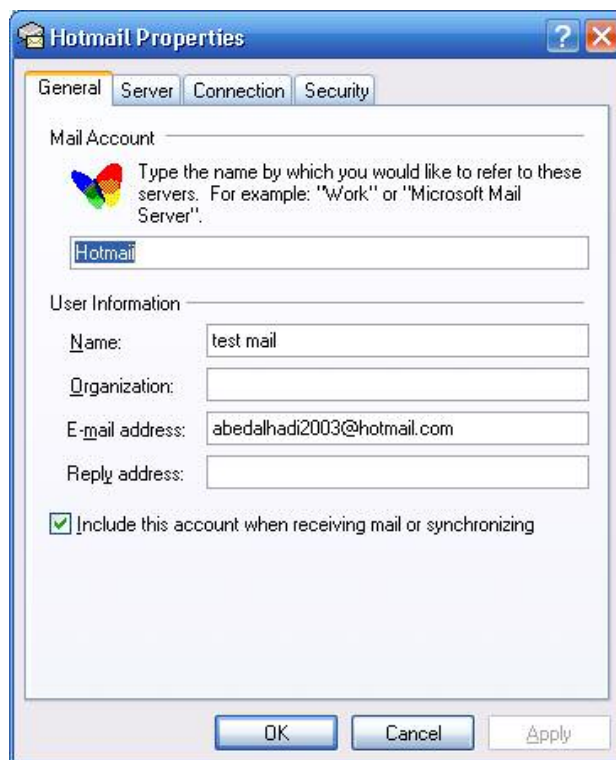 Hotmail Properties
General Server Connection Security
Mail Account
Type the name by which you would like to refer to these
servers. For example: "Work" or "Microsoft Mail
Server".
Hotmail
User Information
Name: test mail
Organization:
E-mail address: abedalhadi2003@hotmail.com
Reply address:
Include this account when receiving mail or synchronizing
OK Cancel Apply